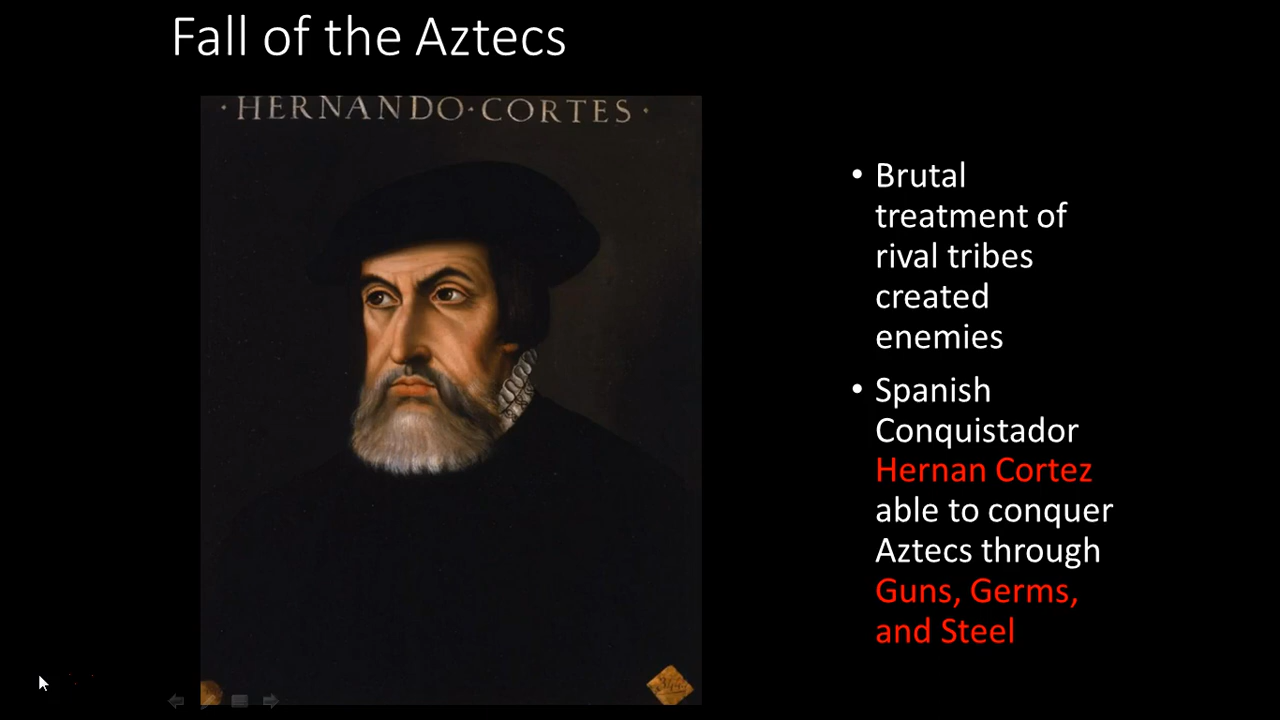 Fall of the Aztecs
· HERNANDO · CORTES ·
• Brutal
treatment of
rival tribes
created
enemies
• Spanish
Conquistador
Hernan Cortez
able to conquer
Aztecs through
Guns, Germs,
and Steel